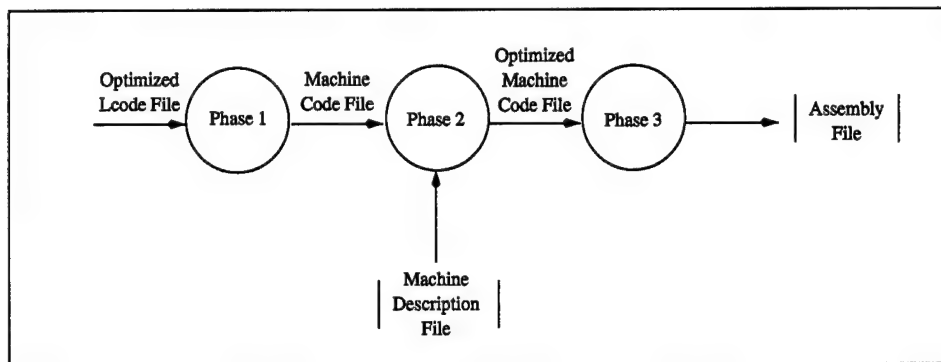 Optimized
Lcode File
Phase 1
Machine
Code File
Phase 2
Optimized
Machine
Code File
Phase 3
Assembly
File
Machine
Description
File